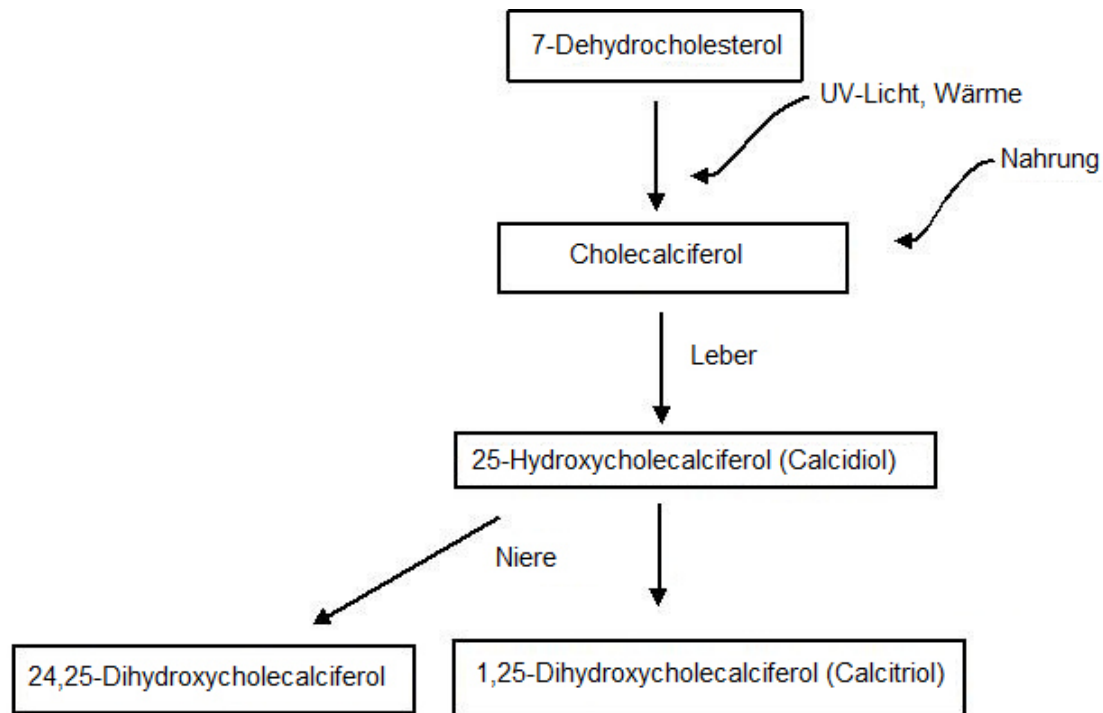 7-Dehydrocholesterol
UV-Licht, Wärme
Nahrung
Cholecalciferol
Leber
25-Hydroxycholecalciferol (Calcidiol)
Niere
24,25-Dihydroxycholecalciferol
1,25-Dihydroxycholecalciferol (Calcitriol)